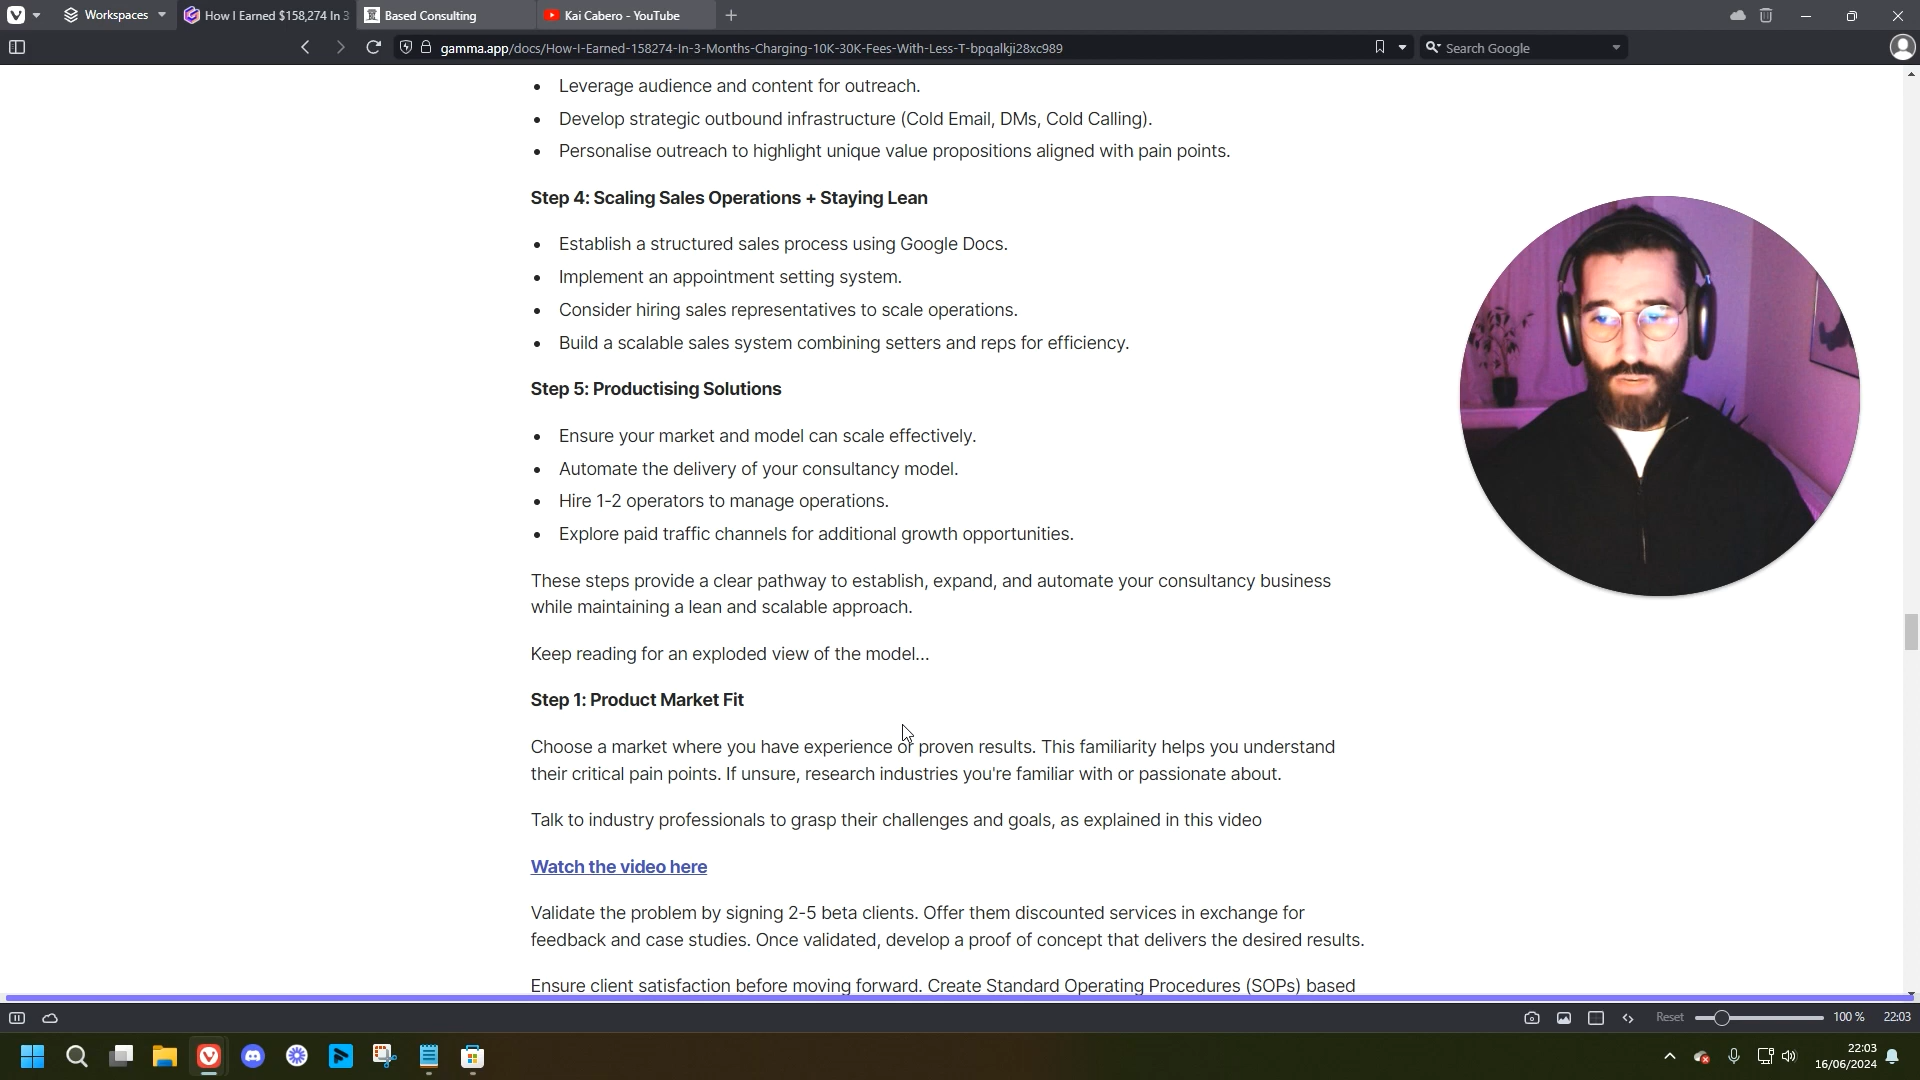 Workspaces
How I Earned $158,274 In 3
Based Consulting
Kai Cabero - YouTube
gamma.app/docs/How-I-Earned-158274-In-3-Months-Charging-10K-30K-Fees-With-Less-T-bpqalkji28xc989
Search Google
• Leverage audience and content for outreach.
• Develop strategic outbound infrastructure (Cold Email, DMs, Cold Calling).
• Personalise outreach to highlight unique value propositions aligned with pain points.
Step 4: Scaling Sales Operations + Staying Lean
• Establish a structured sales process using Google Docs.
• Implement an appointment setting system.
• Consider hiring sales representatives to scale operations.
• Build a scalable sales system combining setters and reps for efficiency.
Step 5: Productising Solutions
• Ensure your market and model can scale effectively.
• Automate the delivery of your consultancy model.
• Hire 1-2 operators to manage operations.
• Explore paid traffic channels for additional growth opportunities.
These steps provide a clear pathway to establish, expand, and automate your consultancy business
while maintaining a lean and scalable approach.
Keep reading for an exploded view of the model...
Step 1: Product Market Fit
Choose a market where you have experience or proven results. This familiarity helps you understand
their critical pain points. If unsure, research industries you're familiar with or passionate about.
Talk to industry professionals to grasp their challenges and goals, as explained in this video
Watch the video here
Validate the problem by signing 2-5 beta clients. Offer them discounted services in exchange for
feedback and case studies. Once validated, develop a proof of concept that delivers the desired results.
Ensure client satisfaction before moving forward. Create Standard Operating Procedures (SOPs) based
Reset
100 %
22:03
22:03
16/06/2024